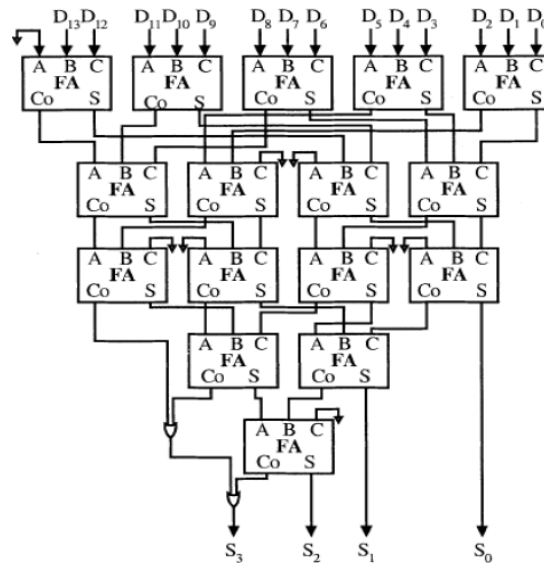 D13 D12 D11 D10 D9 D8 D7 D6 D5 D4 D3 D2 D1
A B C A B C A B C A B C A B C
FA FA FA FA FA
Co S Co S Co S Co S Co S
A B C A B C A B C A B C
FA FA FA FA
Co S Co S Co S Co S
A B C A B C A B C A B C
FA FA FA FA
Co S Co S Co S Co S
A B C A B C
FA FA
Co S Co S
A B C
FA
Co S
S3 S2 S1 S0